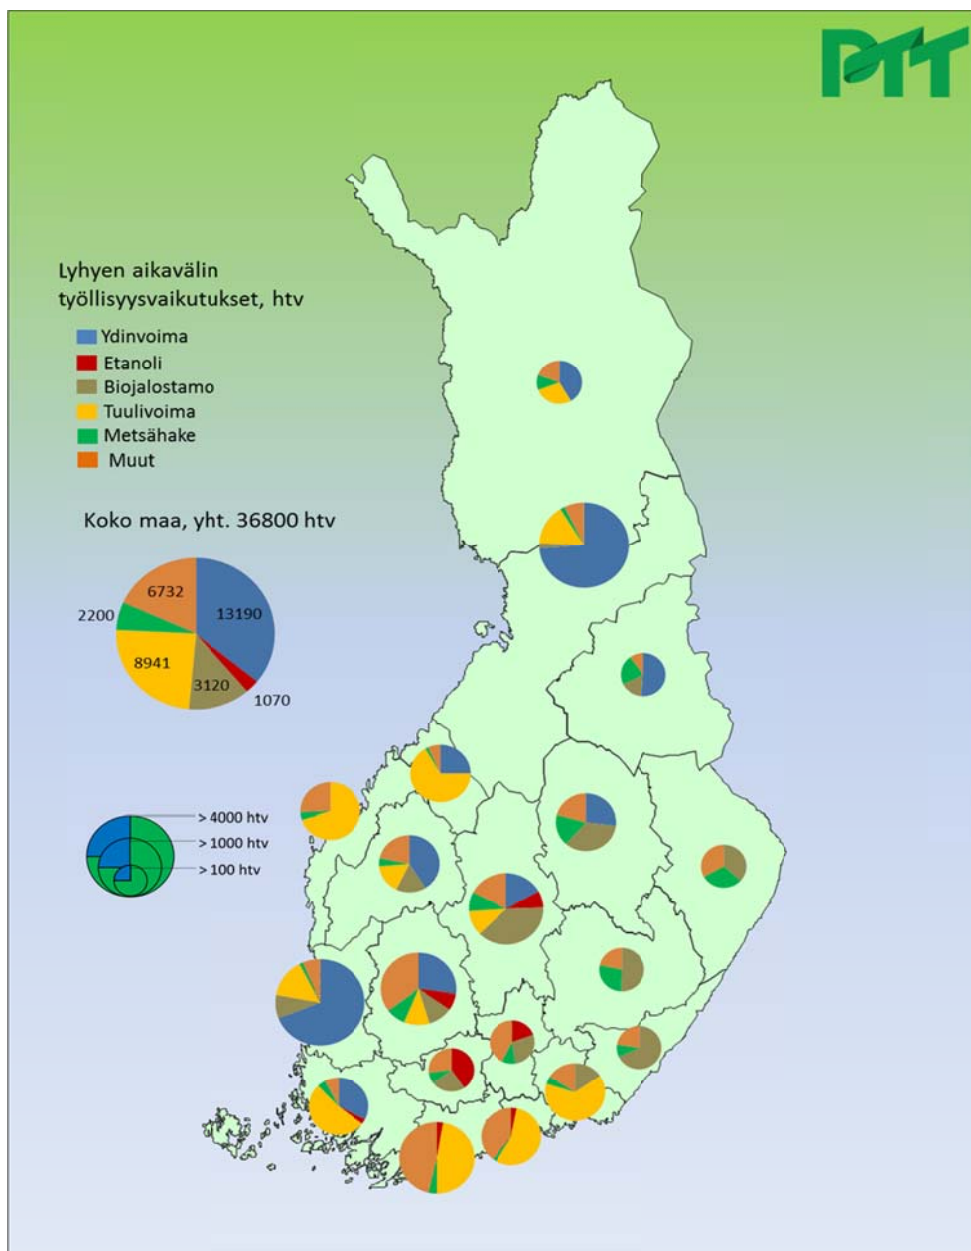 PTT
Lyhyen aikavälin
työllisyysvaikutukset, htv
Ydinvoima
Etanoli
Biojalostamo
Tuulivoima
Metsähake
Muut
Koko maa, yht. 36800 htv
6732
13190
2200
8941
3120
1070
> 4000 htv
> 1000 htv
> 100 htv